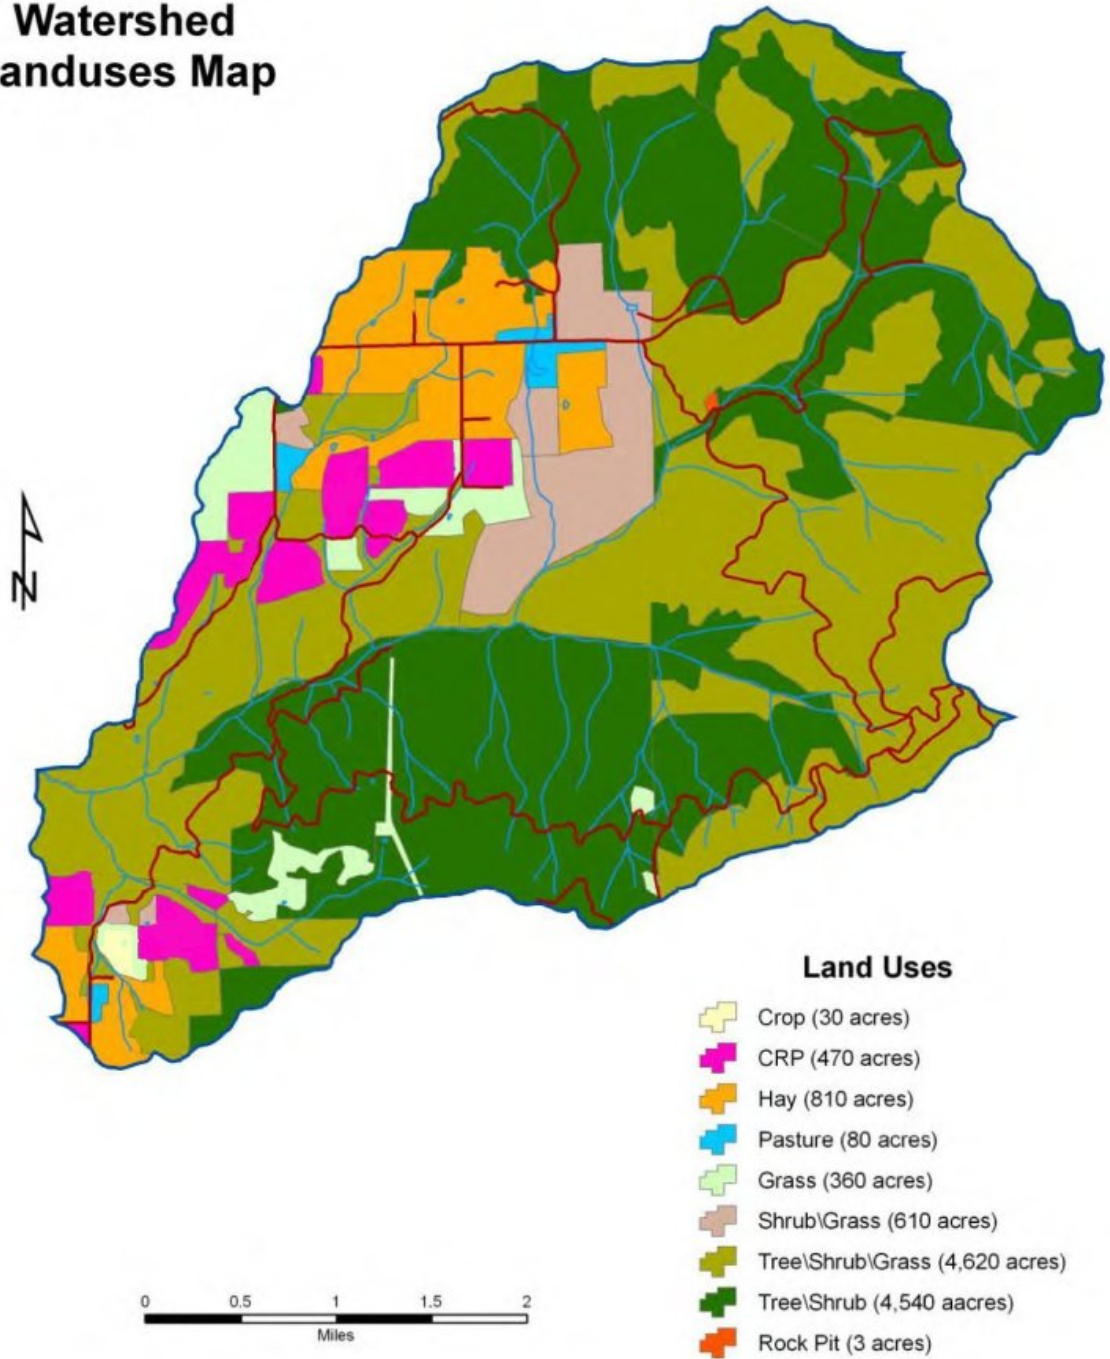 Watershed
anduses Map
N
Land Uses
Crop (30 acres)
CRP (470 acres)
Hay (810 acres)
Pasture (80 acres)
Grass (360 acres)
Shrub\Grass (610 acres)
Tree\Shrub\Grass (4,620 acres)
Tree\Shrub (4,540 aacres)
Rock Pit (3 acres)
0 0.5 1 1.5 2
Miles